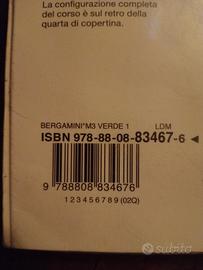 La configurazione completa
del corso è sul retro della
quarta di copertina.
BERGAMINI*M3 VERDE 1 LDM
ISBN 978-88-08-83467-6
9 788808 834676
1 2 3 4 5 6 7 8 9 (02Q)
subito